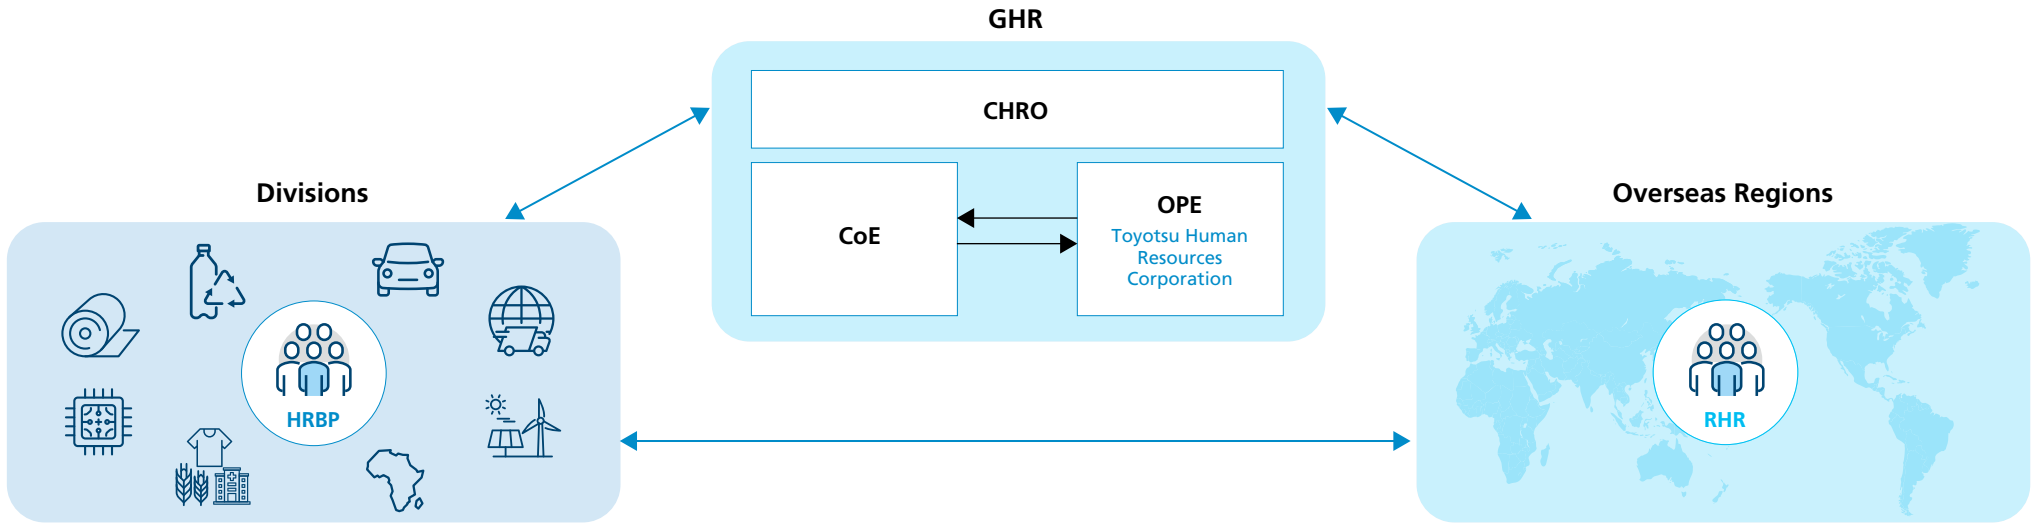 GHR
CHRO
Divisions
Overseas Regions
CoE
OPE
Toyotsu Human
Resources
Corporation
HRBP
RHR